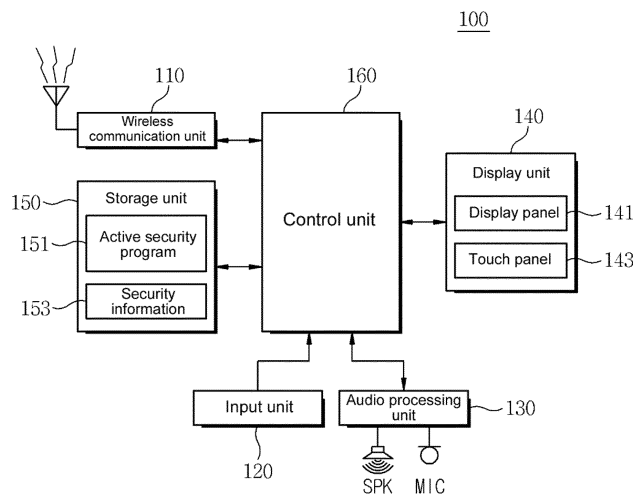 100
110
160
Wireless
communication unit
140
150
Storage unit
Display unit
151
Active security
program
Control unit
Display panel
141
Touch panel
143
153
Security
information
Input unit
Audio processing
unit
130
120
SPK
MIC